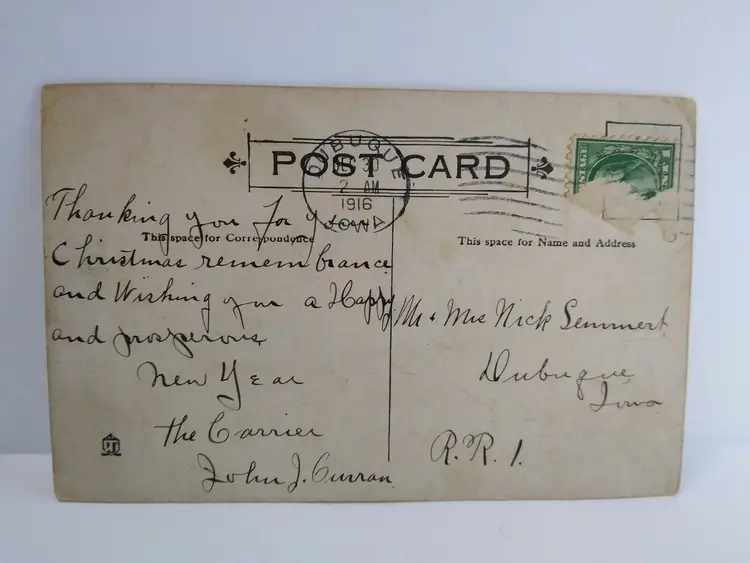 POST CARD
DUBUQUE
2 AM
1916
IOWA
This space for Correspondence
This space for Name and Address
Thanking you for your
Christmas remembrance
and Wishing you a Happy
and prosperous
New Year
the Carrier
John J. Curran
Mr & Mrs Nick Lemmert
Dubuque
Iowa
R.R. 1.